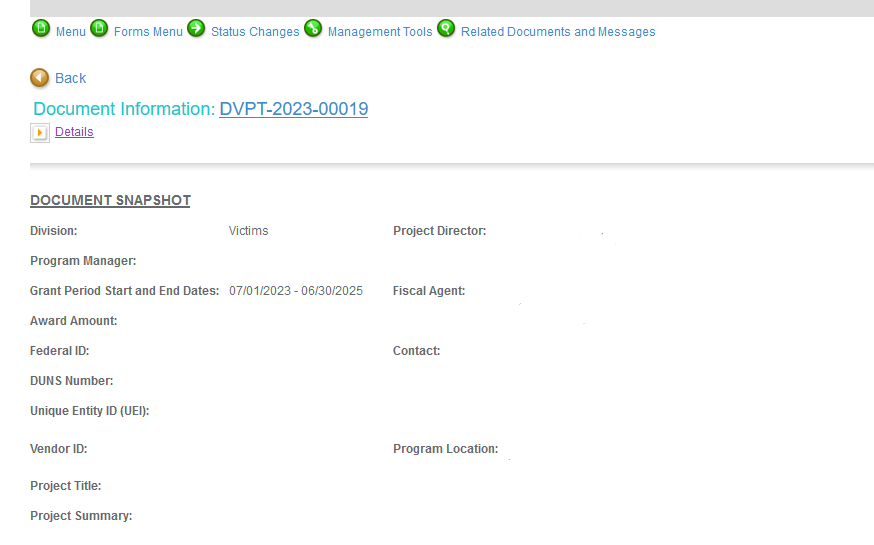 Menu Forms Menu Status Changes Management Tools Related Documents and Messages
Back
Document Information: DVPT-2023-00019
Details
DOCUMENT SNAPSHOT
Division: Victims Project Director:
Program Manager:
Grant Period Start and End Dates: 07/01/2023 - 06/30/2025 Fiscal Agent:
Award Amount:
Federal ID: Contact:
DUNS Number:
Unique Entity ID (UEI):
Vendor ID: Program Location:
Project Title:
Project Summary: